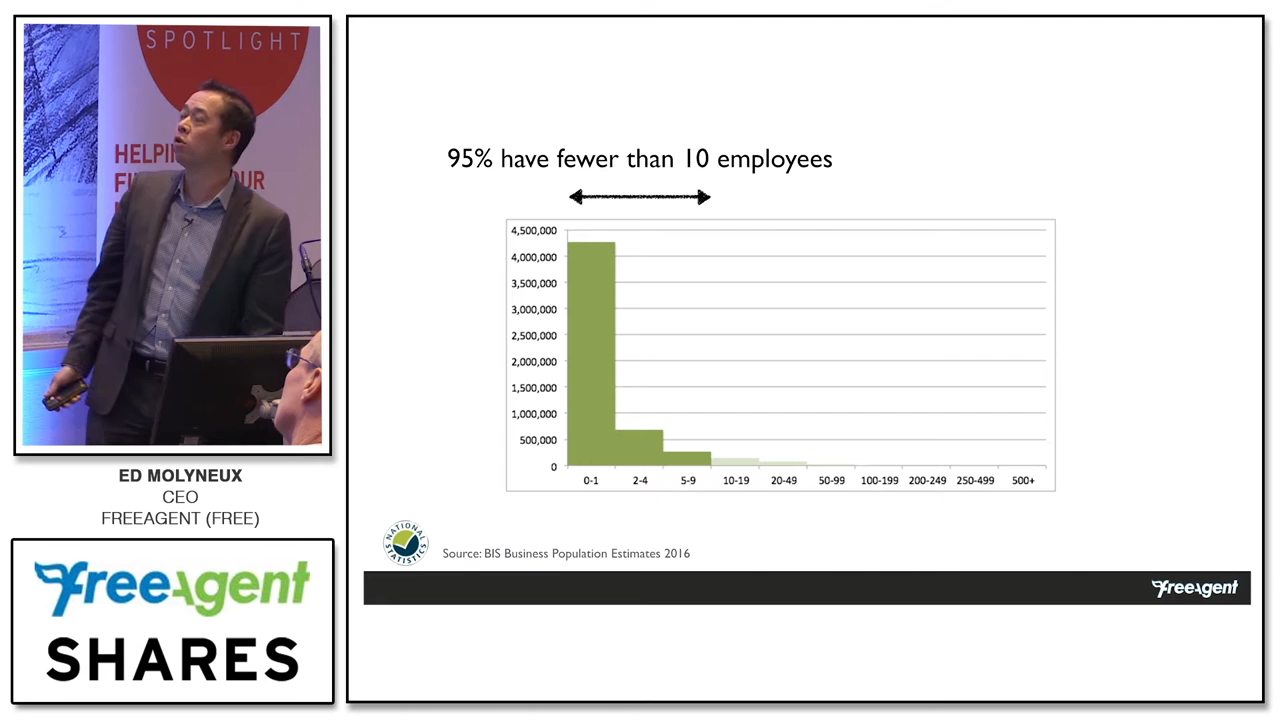 SPOTLIGHT
ED MOLYNEUX
CEO
FREEAGENT (FREE)
freeagent
SHARES
95% have fewer than 10 employees
4,500,000
4,000,000
3,500,000
3,000,000
2,500,000
2,000,000
1,500,000
1,000,000
500,000
0
0-1 2-4 5-9 10-19 20-49 50-99 100-199 200-249 250-499 500+
NATIONAL STATISTICS
Source: BIS Business Population Estimates 2016
freeagent